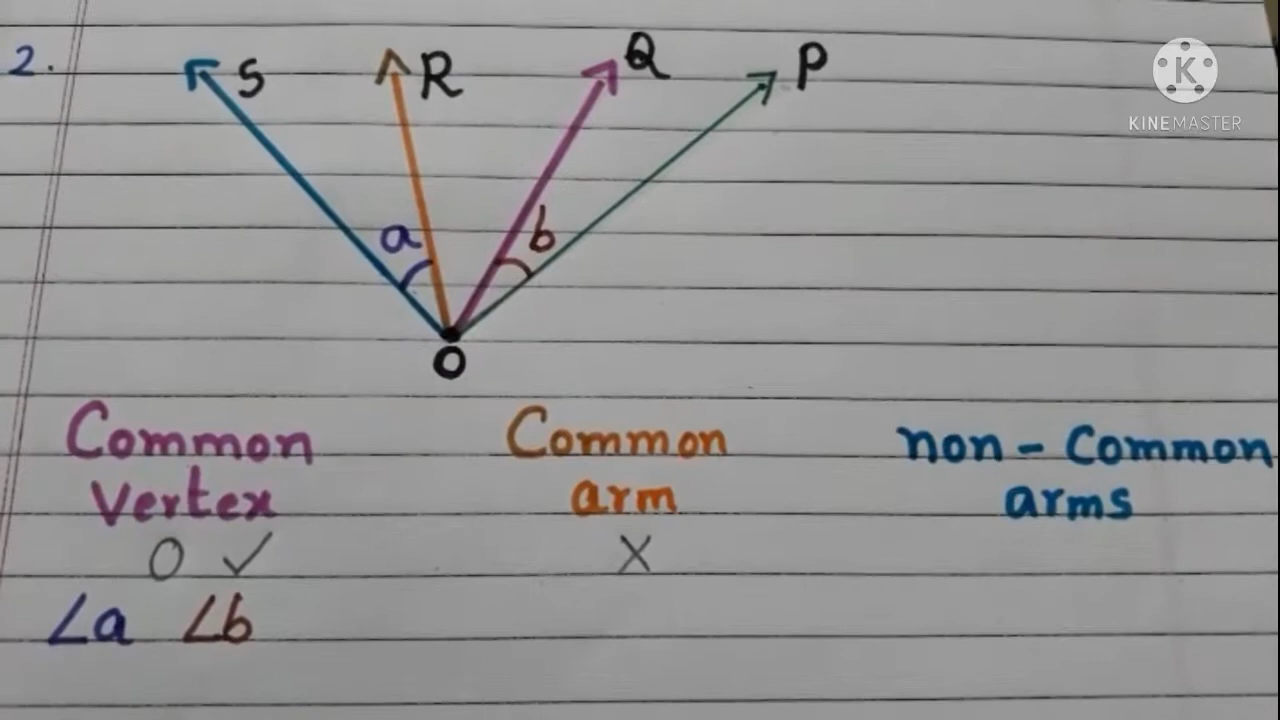 2.
S R Q P
KINEMASTER
a b
O
Common Common non-Common
Vertex arm arms
O ✓ X
∠a ∠b